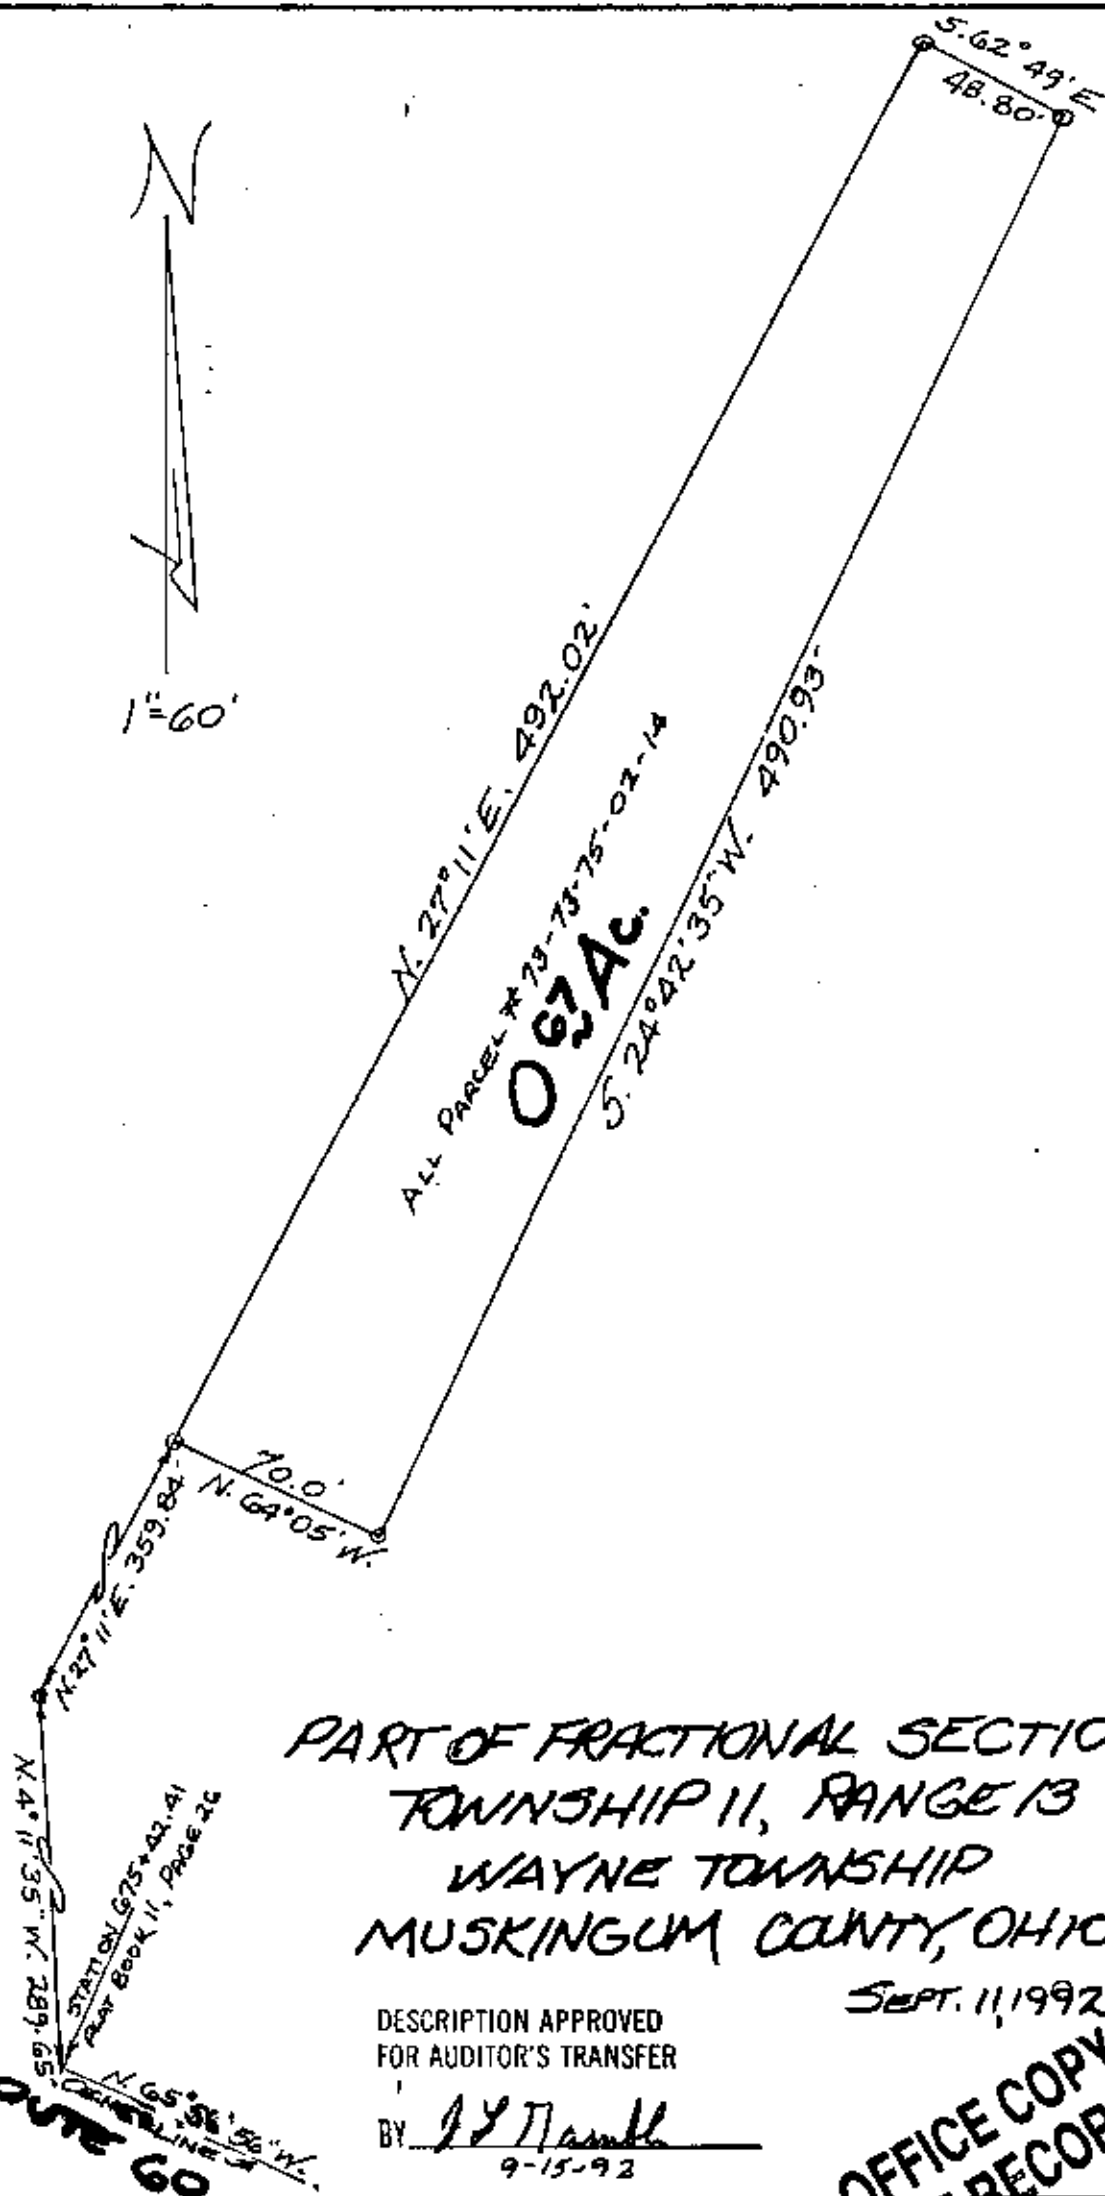 S. 62° 49' E
48.80'
N
1"=60'
N. 27° 11' E. 492.02'
ALL PARCEL # 73-73-75-02-14
0.67 Ac.
S. 24° 42' 35" W. 490.93'
70.0'
N. 64° 05' W.
N. 27° 11' E. 359.84'
N. 4° 11' 35" W. 289.65'
STATION 675+42.41
PLAT BOOK 11, PAGE 26
N. 65° 56' 56" W.
CENTERLINE
60
PART OF FRACTIONAL SECTIO
TOWNSHIP 11, RANGE 13
WAYNE TOWNSHIP
MUSKINGUM COUNTY, OHIO
SEPT. 11, 1992
DESCRIPTION APPROVED
FOR AUDITOR'S TRANSFER
BY
9-15-92
OFFICE COPY
RECOR